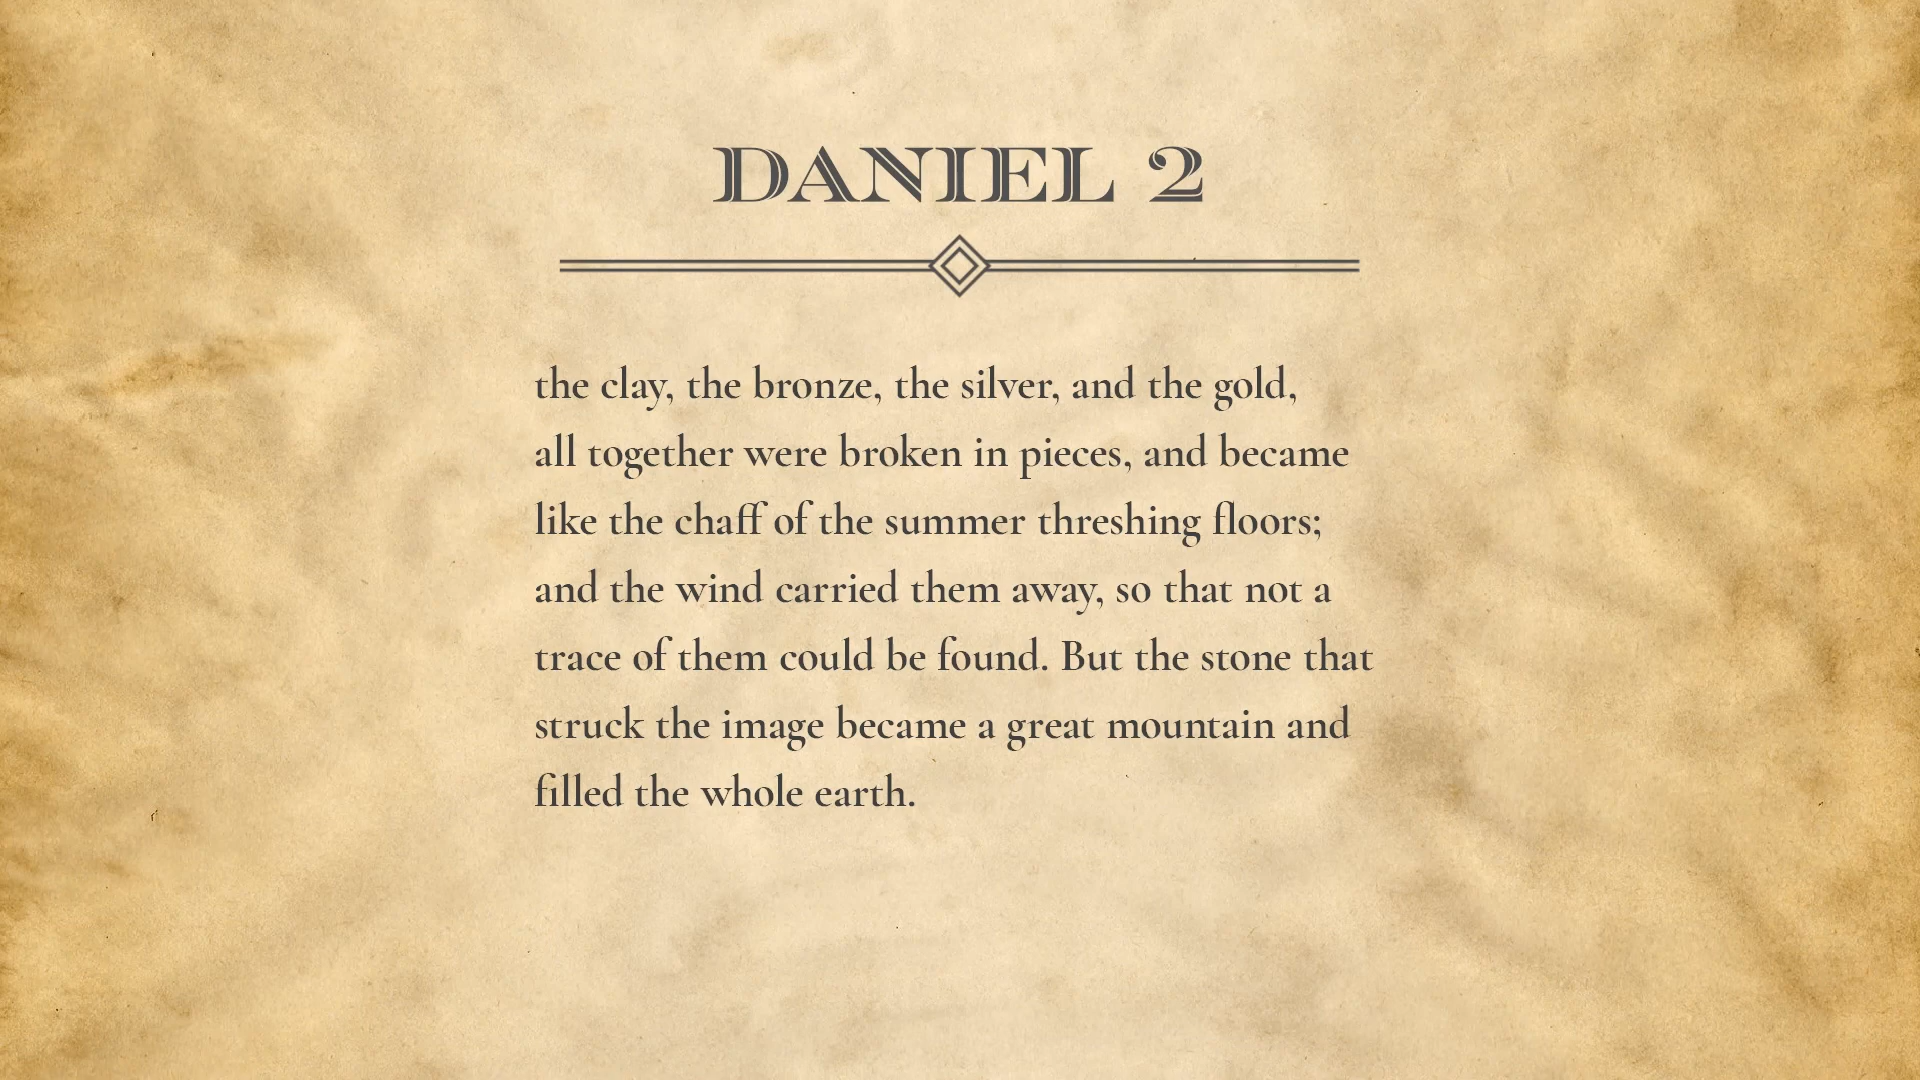 DANIEL 2
the clay, the bronze, the silver, and the gold,
all together were broken in pieces, and became
like the chaff of the summer threshing floors;
and the wind carried them away, so that not a
trace of them could be found. But the stone that
struck the image became a great mountain and
filled the whole earth.